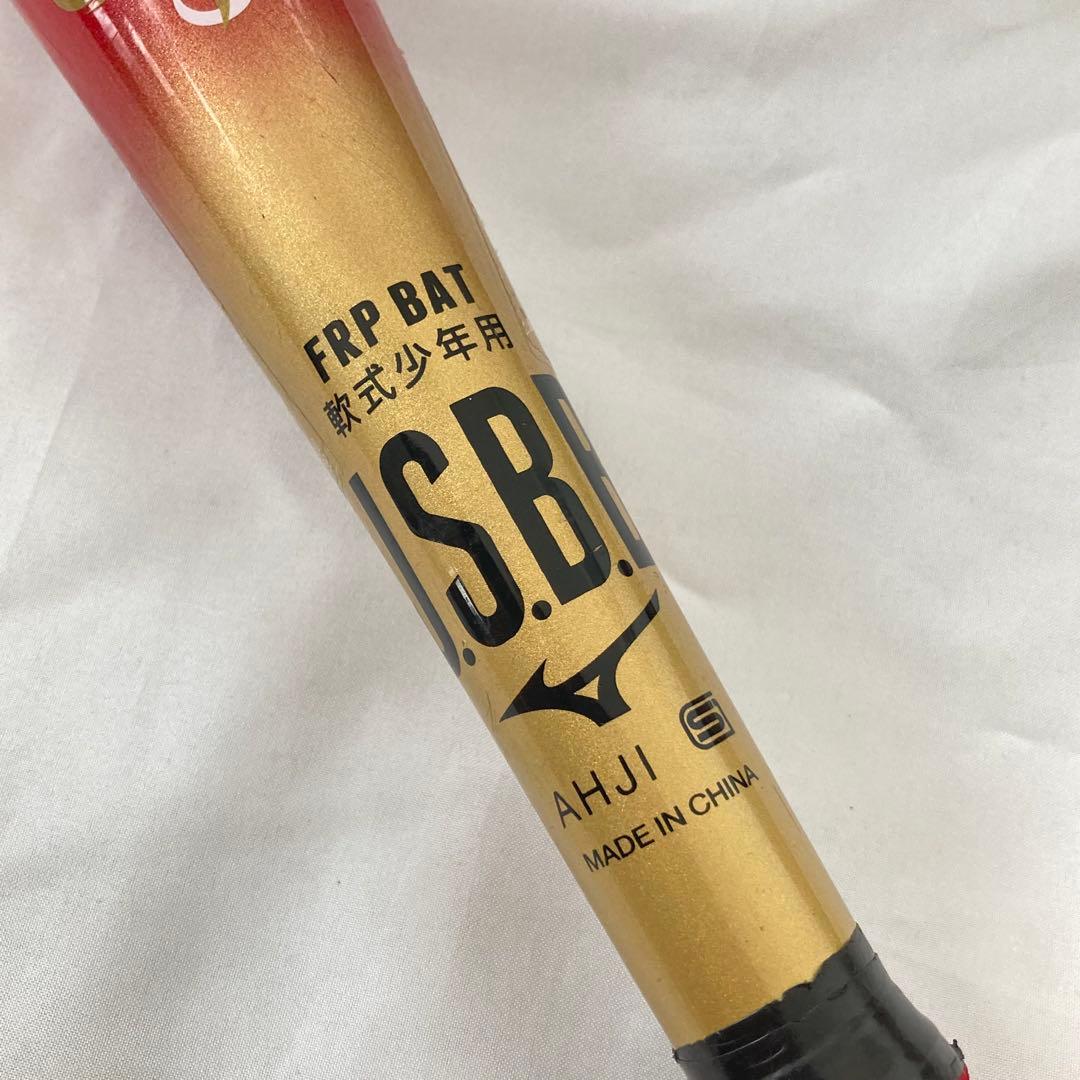 FRP BAT
軟式少年用
J.S.B.B
AHJI S
MADE IN CHINA